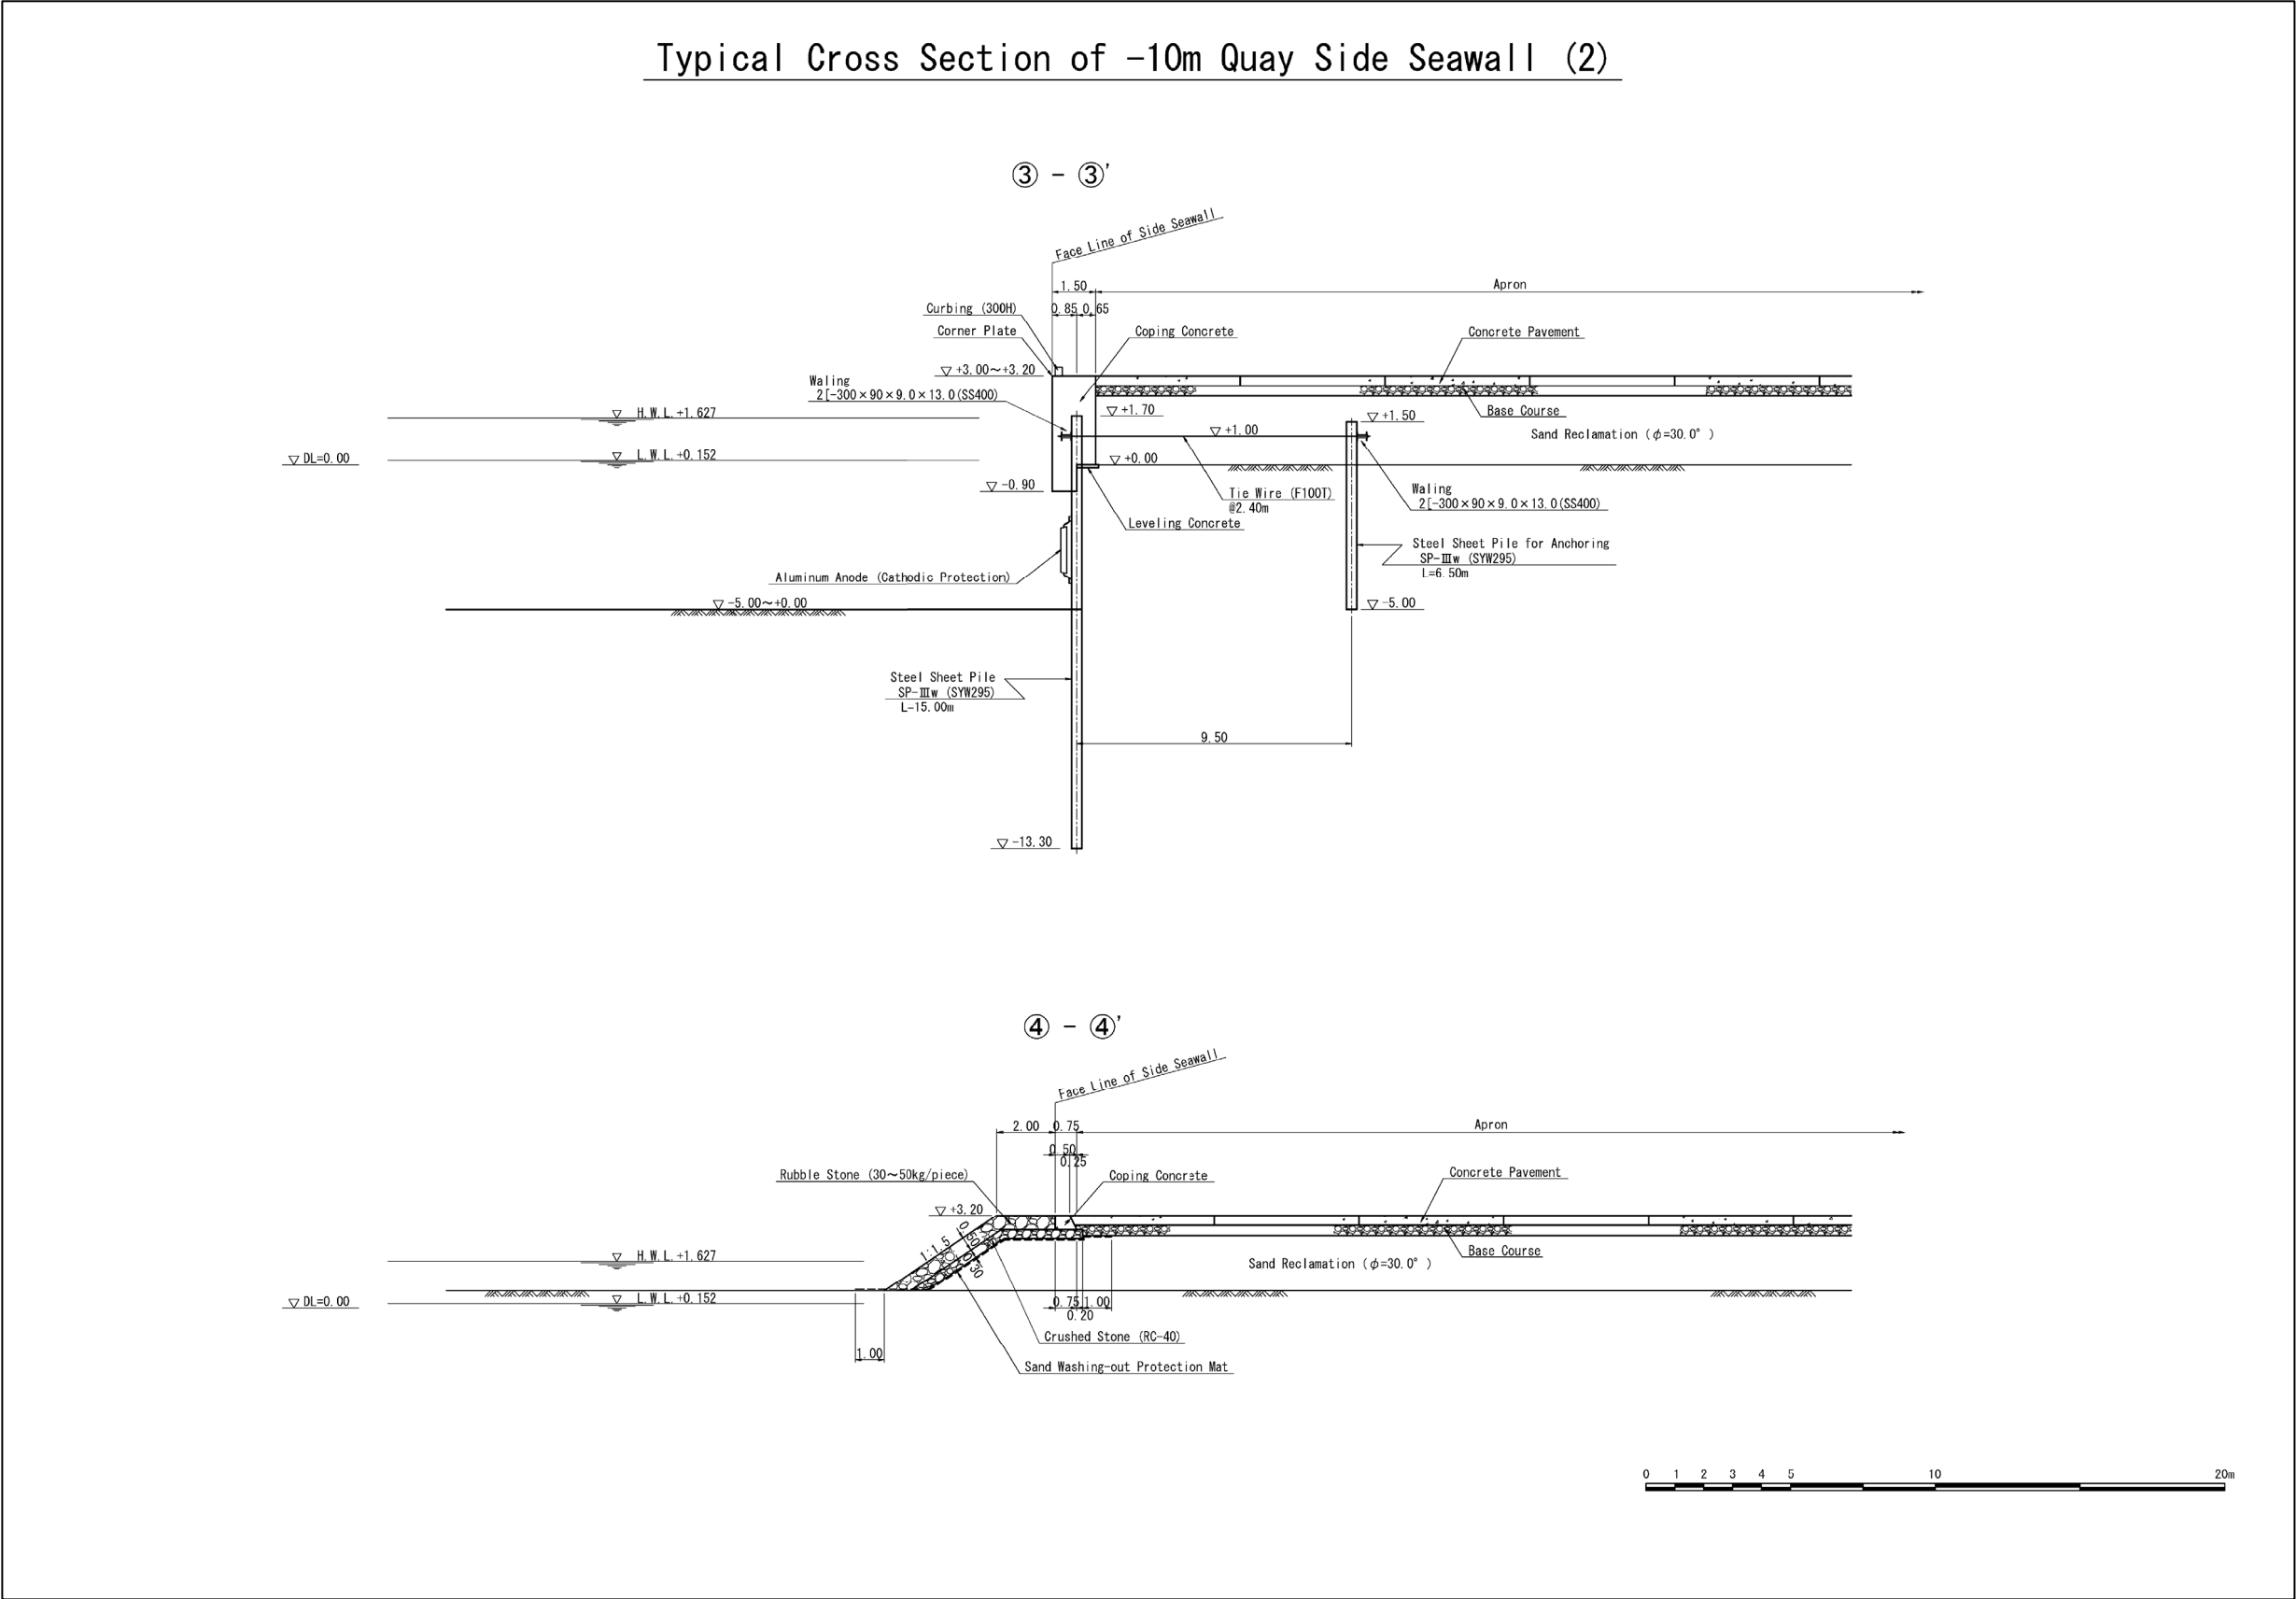 Typical Cross Section of -10m Quay Side Seawall (2)
③ - ③'
Face Line of Side Seawall
1.50
Apron
0.85 0.65
Curbing (300H)
Corner Plate
Coping Concrete
Concrete Pavement
▽ +3.00～+3.20
Waling
2[-300×90×9.0×13.0(SS400)
▽ H.W.L.+1.627
▽ +1.70
▽ +1.50
Base Course
▽ +1.00
Sand Reclamation (φ=30.0°)
▽ DL=0.00
▽ L.W.L.+0.152
▽ +0.00
▽ -0.90
Tie Wire (F100T)
@2.40m
Waling
2[-300×90×9.0×13.0(SS400)
Leveling Concrete
Steel Sheet Pile for Anchoring
SP-Ⅲw (SYW295)
L=6.50m
Aluminum Anode (Cathodic Protection)
▽ -5.00～+0.00
▽ -5.00
Steel Sheet Pile
SP-Ⅲw (SYW295)
L-15.00m
9.50
▽ -13.30
④ - ④'
Face Line of Side Seawall
2.00 0.75
Apron
0.50
0.25
Rubble Stone (30～50kg/piece)
Coping Concrete
Concrete Pavement
▽ +3.20
1:1.5
0.50
0.30
▽ H.W.L.+1.627
Base Course
Sand Reclamation (φ=30.0°)
▽ DL=0.00
▽ L.W.L.+0.152
0.75 1.00
0.20
Crushed Stone (RC-40)
1.00
Sand Washing-out Protection Mat
0 1 2 3 4 5 10 20m